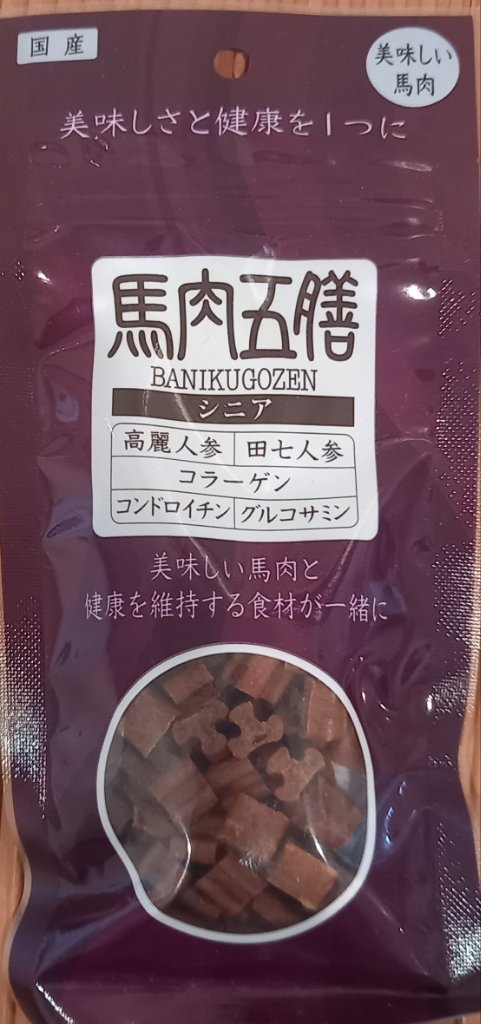 国産
美味しい
馬肉
美味しさと健康を1つに
馬肉五膳
BANIKUGOZEN
シニア
高麗人参 田七人参
コラーゲン
コンドロイチン グルコサミン
美味しい馬肉と
健康を維持する食材が一緒に